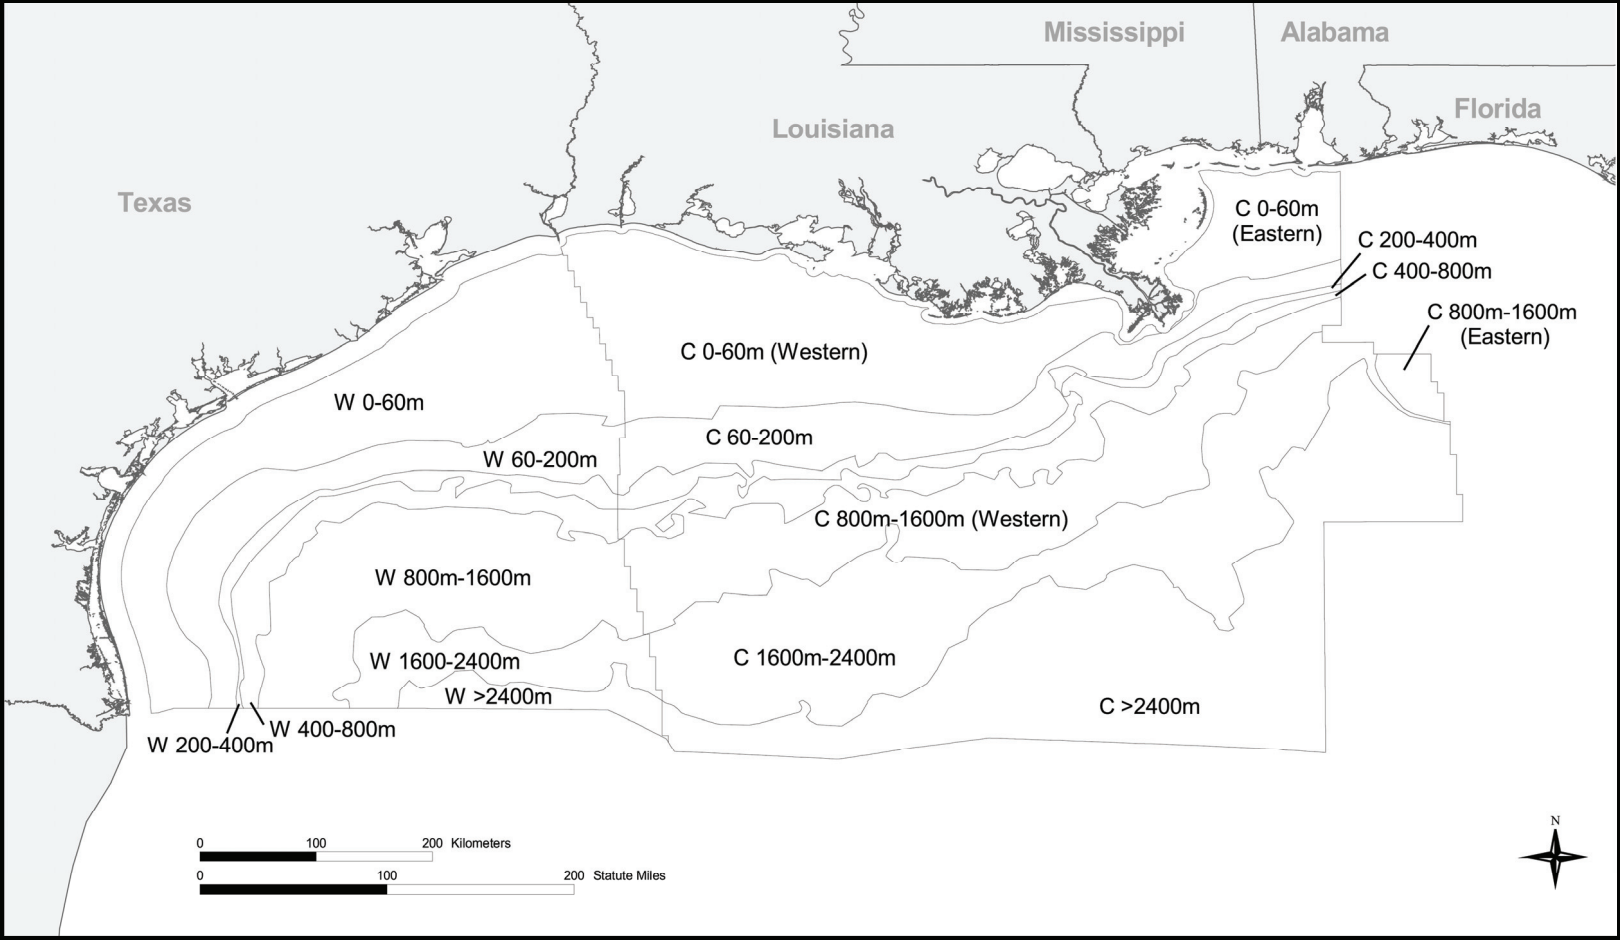 Mississippi
Alabama
Florida
Louisiana
Texas
C 0-60m
(Eastern)
C 200-400m
C 400-800m
C 800m-1600m
(Eastern)
C 0-60m (Western)
W 0-60m
C 60-200m
W 60-200m
C 800m-1600m (Western)
W 800m-1600m
C 1600m-2400m
W 1600-2400m
W >2400m
C >2400m
W 400-800m
W 200-400m
0 100 200 Kilometers
0 100 200 Statute Miles
N